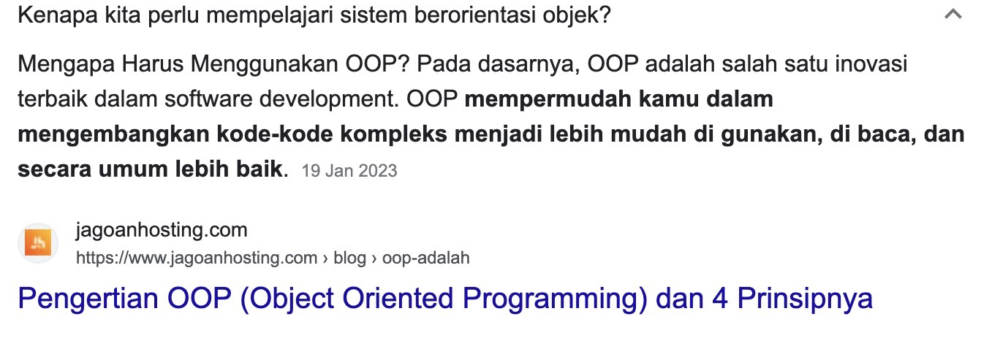 Kenapa kita perlu mempelajari sistem berorientasi objek?
Mengapa Harus Menggunakan OOP? Pada dasarnya, OOP adalah salah satu inovasi
terbaik dalam software development. OOP mempermudah kamu dalam
mengembangkan kode-kode kompleks menjadi lebih mudah di gunakan, di baca, dan
secara umum lebih baik. 19 Jan 2023
jagoanhosting.com
https://www.jagoanhosting.com › blog › oop-adalah
Pengertian OOP (Object Oriented Programming) dan 4 Prinsipnya